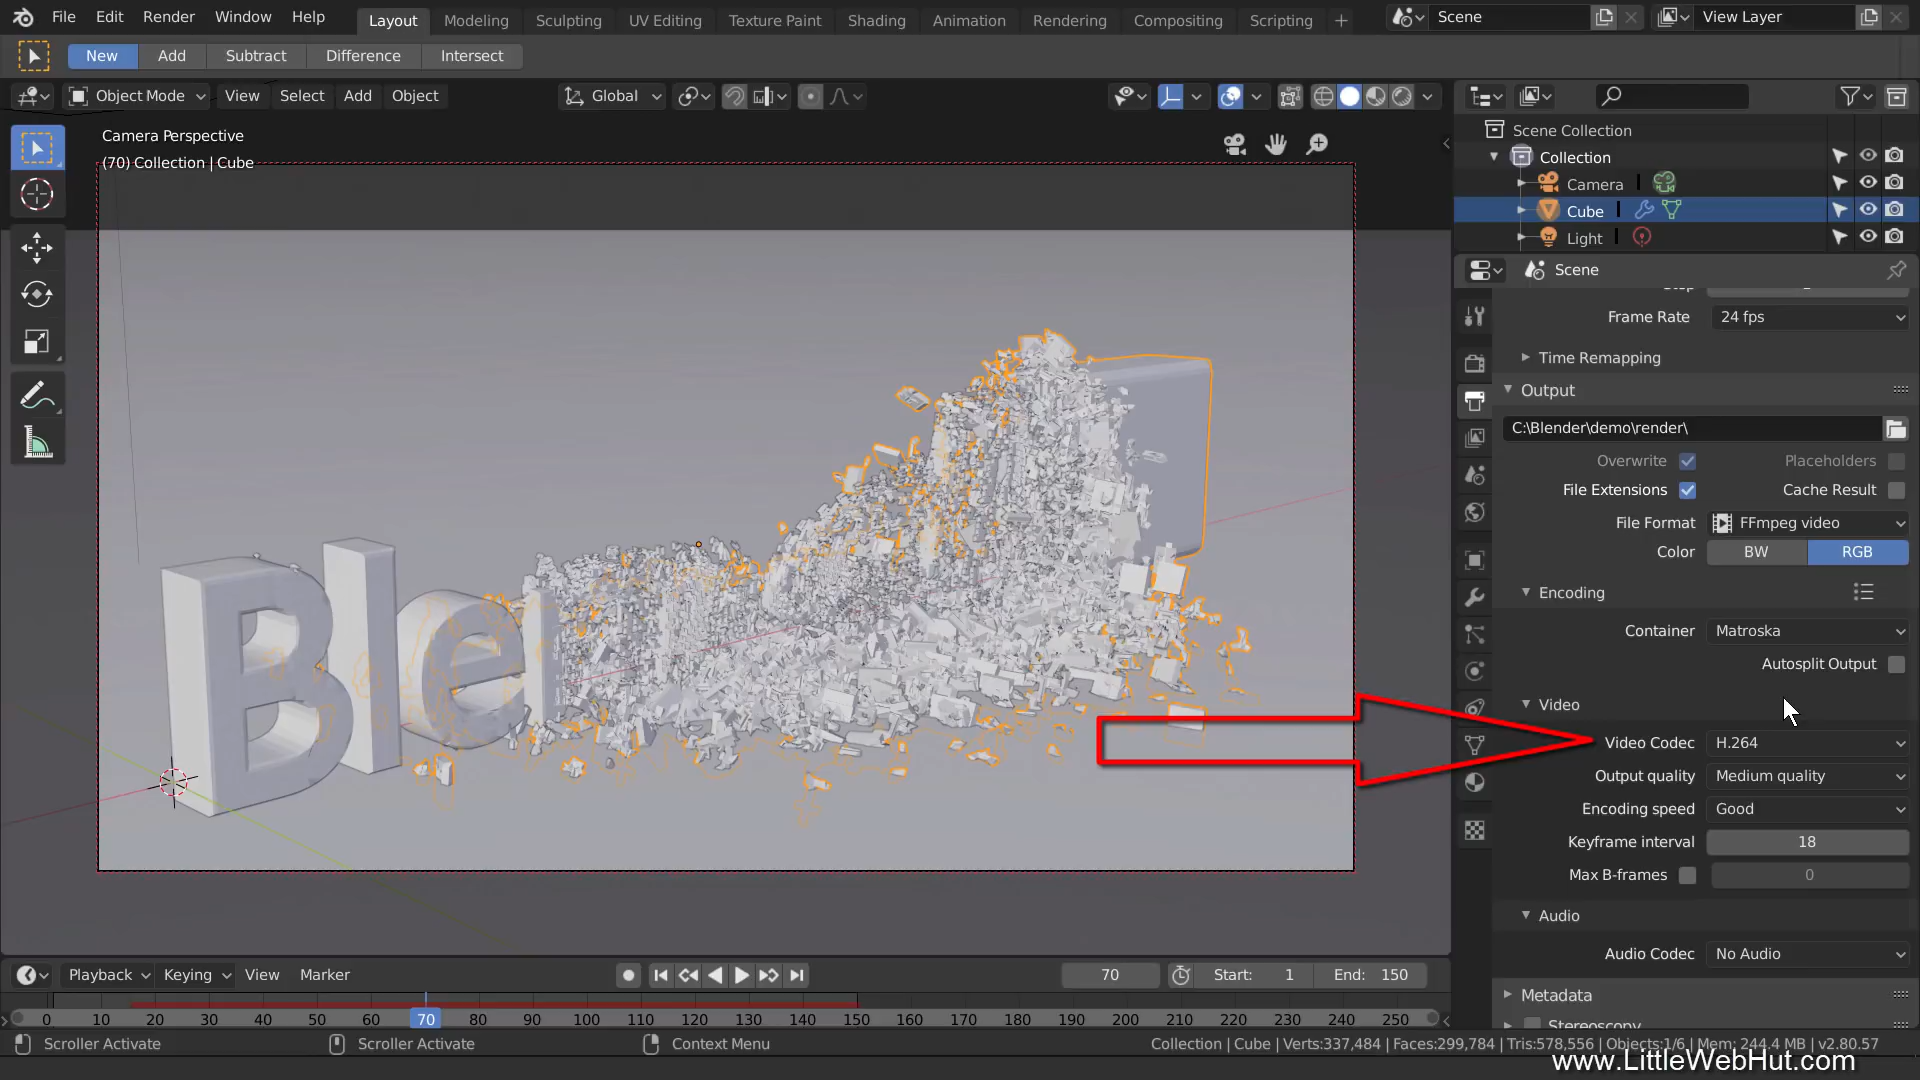 File Edit Render Window Help Layout Modeling Sculpting UV Editing Texture Paint Shading Animation Rendering Compositing Scripting + Scene View Layer
New Add Subtract Difference Intersect
Object Mode View Select Add Object Global
Camera Perspective
(70) Collection | Cube
Scene Collection
Collection
Camera
Cube
Light
Scene
Frame Rate 24 fps
Time Remapping
Output
C:\Blender\demo\render\
Overwrite Placeholders
File Extensions Cache Result
File Format FFmpeg video
Color BW RGB
Encoding
Container Matroska
Autosplit Output
Video
Video Codec H.264
Output quality Medium quality
Encoding speed Good
Keyframe interval 18
Max B-frames 0
Audio
Audio Codec No Audio
Metadata
Stereoscopy
Blen
Playback Keying View Marker 70 Start: 1 End: 150
0 10 20 30 40 50 60 70 80 90 100 110 120 130 140 150 160 170 180 190 200 210 220 230 240 250
Scroller Activate Scroller Activate Context Menu Collection | Cube | Verts:337,484 | Faces:299,784 | Tris:578,556 | Objects:1/6 | Mem: 244.4 MB | v2.80.57
www.LittleWebHut.com